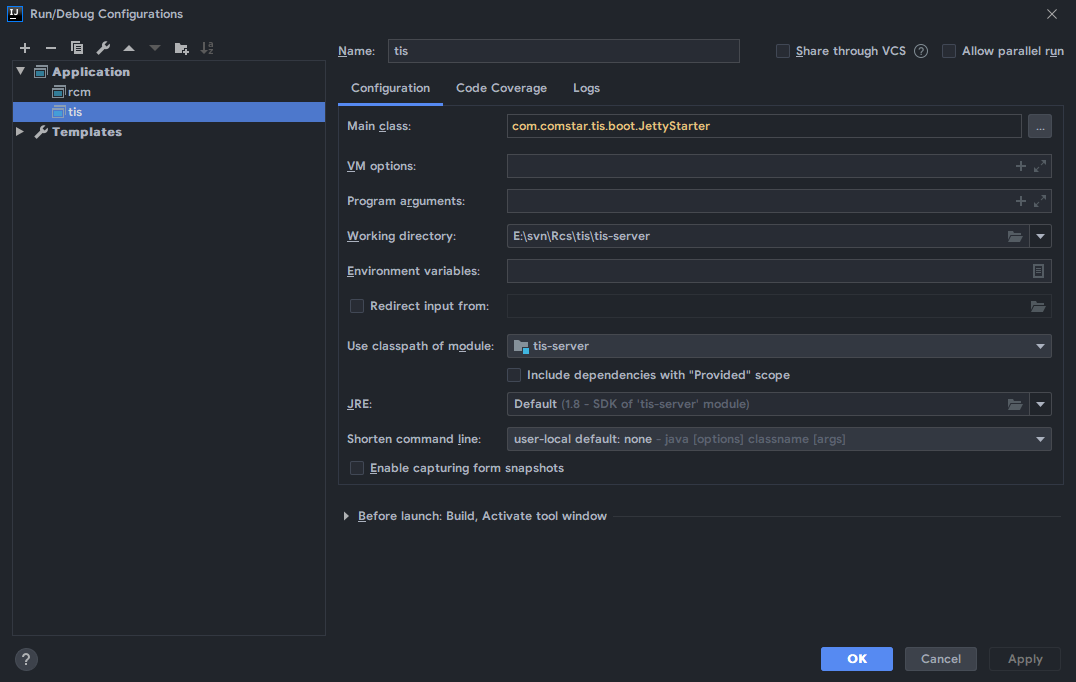 Run/Debug Configurations
Name: tis
Share through VCS ?
Allow parallel run
Application
rcm
tis
Templates
Configuration Code Coverage Logs
Main class: com.comstar.tis.boot.JettyStarter ...
VM options:
Program arguments:
Working directory: E:\svn\Rcs\tis\tis-server
Environment variables:
Redirect input from:
Use classpath of module: tis-server
Include dependencies with "Provided" scope
JRE: Default (1.8 - SDK of 'tis-server' module)
Shorten command line: user-local default: none - java [options] classname [args]
Enable capturing form snapshots
Before launch: Build, Activate tool window
? OK Cancel Apply